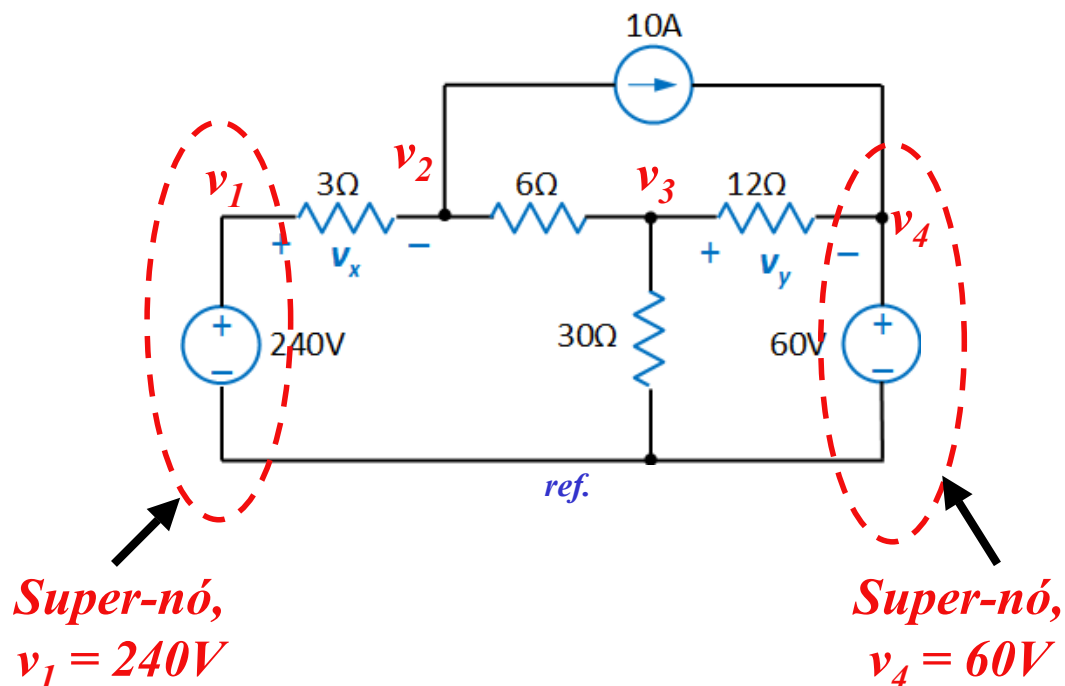 10A
v2
v1
3Ω
6Ω
v3
12Ω
v4
+
vx
−
+
vy
−
+
−
240V
30Ω
60V
+
−
ref.
Super-nó,
v1 = 240V
Super-nó,
v4 = 60V